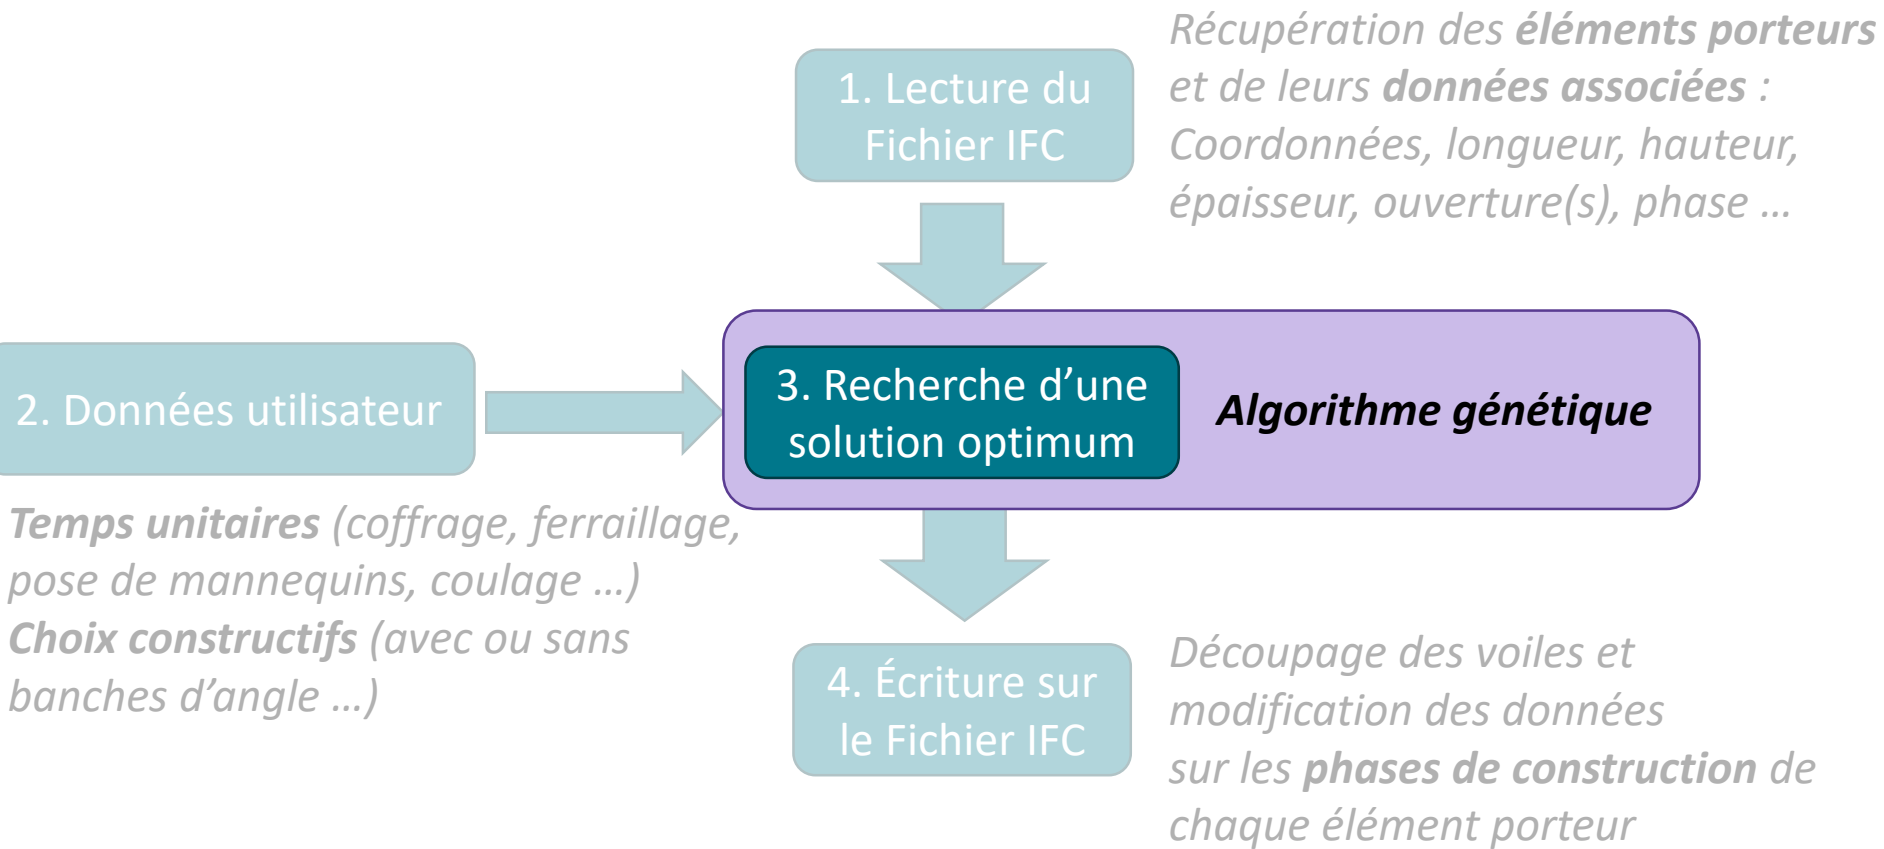 1. Lecture du
Fichier IFC
Récupération des éléments porteurs
et de leurs données associées :
Coordonnées, longueur, hauteur,
épaisseur, ouverture(s), phase …
2. Données utilisateur
Temps unitaires (coffrage, ferraillage,
pose de mannequins, coulage …)
Choix constructifs (avec ou sans
banches d’angle …)
3. Recherche d’une
solution optimum
Algorithme génétique
4. Écriture sur
le Fichier IFC
Découpage des voiles et
modification des données
sur les phases de construction de
chaque élément porteur